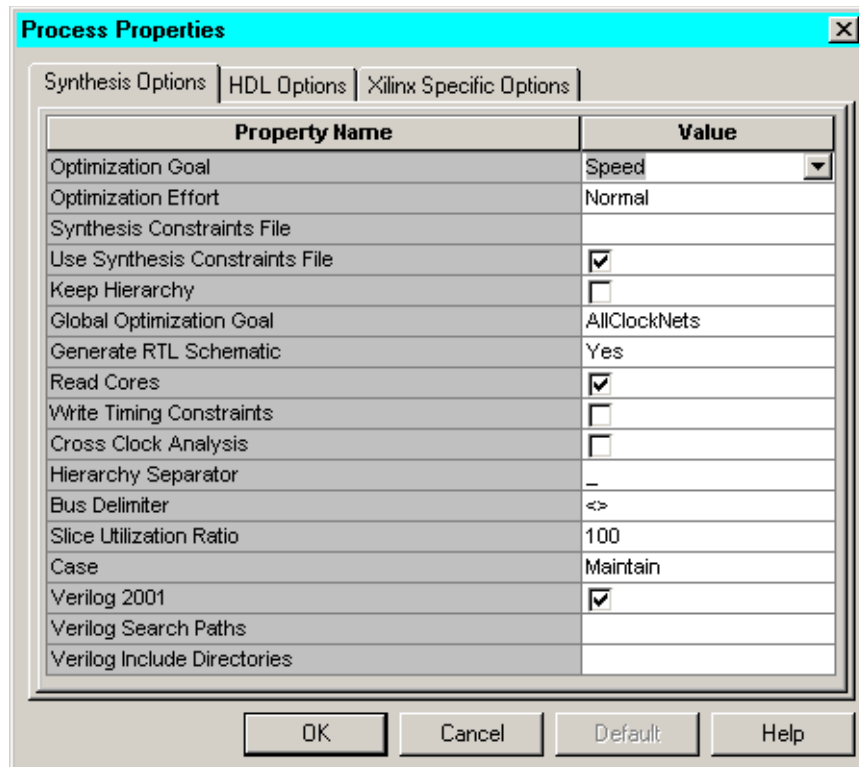 Process Properties
Synthesis Options HDL Options Xilinx Specific Options
Property Name Value
Optimization Goal Speed
Optimization Effort Normal
Synthesis Constraints File
Use Synthesis Constraints File
Keep Hierarchy
Global Optimization Goal AllClockNets
Generate RTL Schematic Yes
Read Cores
Write Timing Constraints
Cross Clock Analysis
Hierarchy Separator _
Bus Delimiter <>
Slice Utilization Ratio 100
Case Maintain
Verilog 2001
Verilog Search Paths
Verilog Include Directories
OK Cancel Default Help